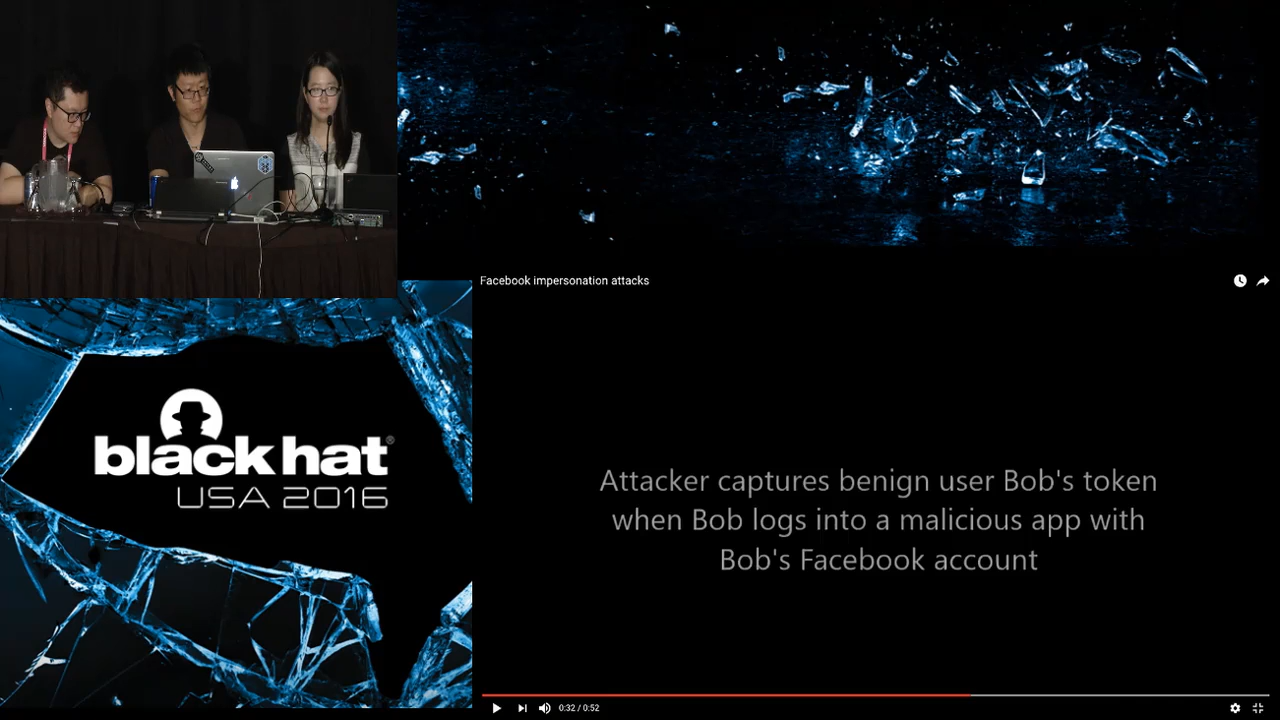 Facebook impersonation attacks
black hat®
USA 2016
Attacker captures benign user Bob's token
when Bob logs into a malicious app with
Bob's Facebook account
0:32 / 0:52